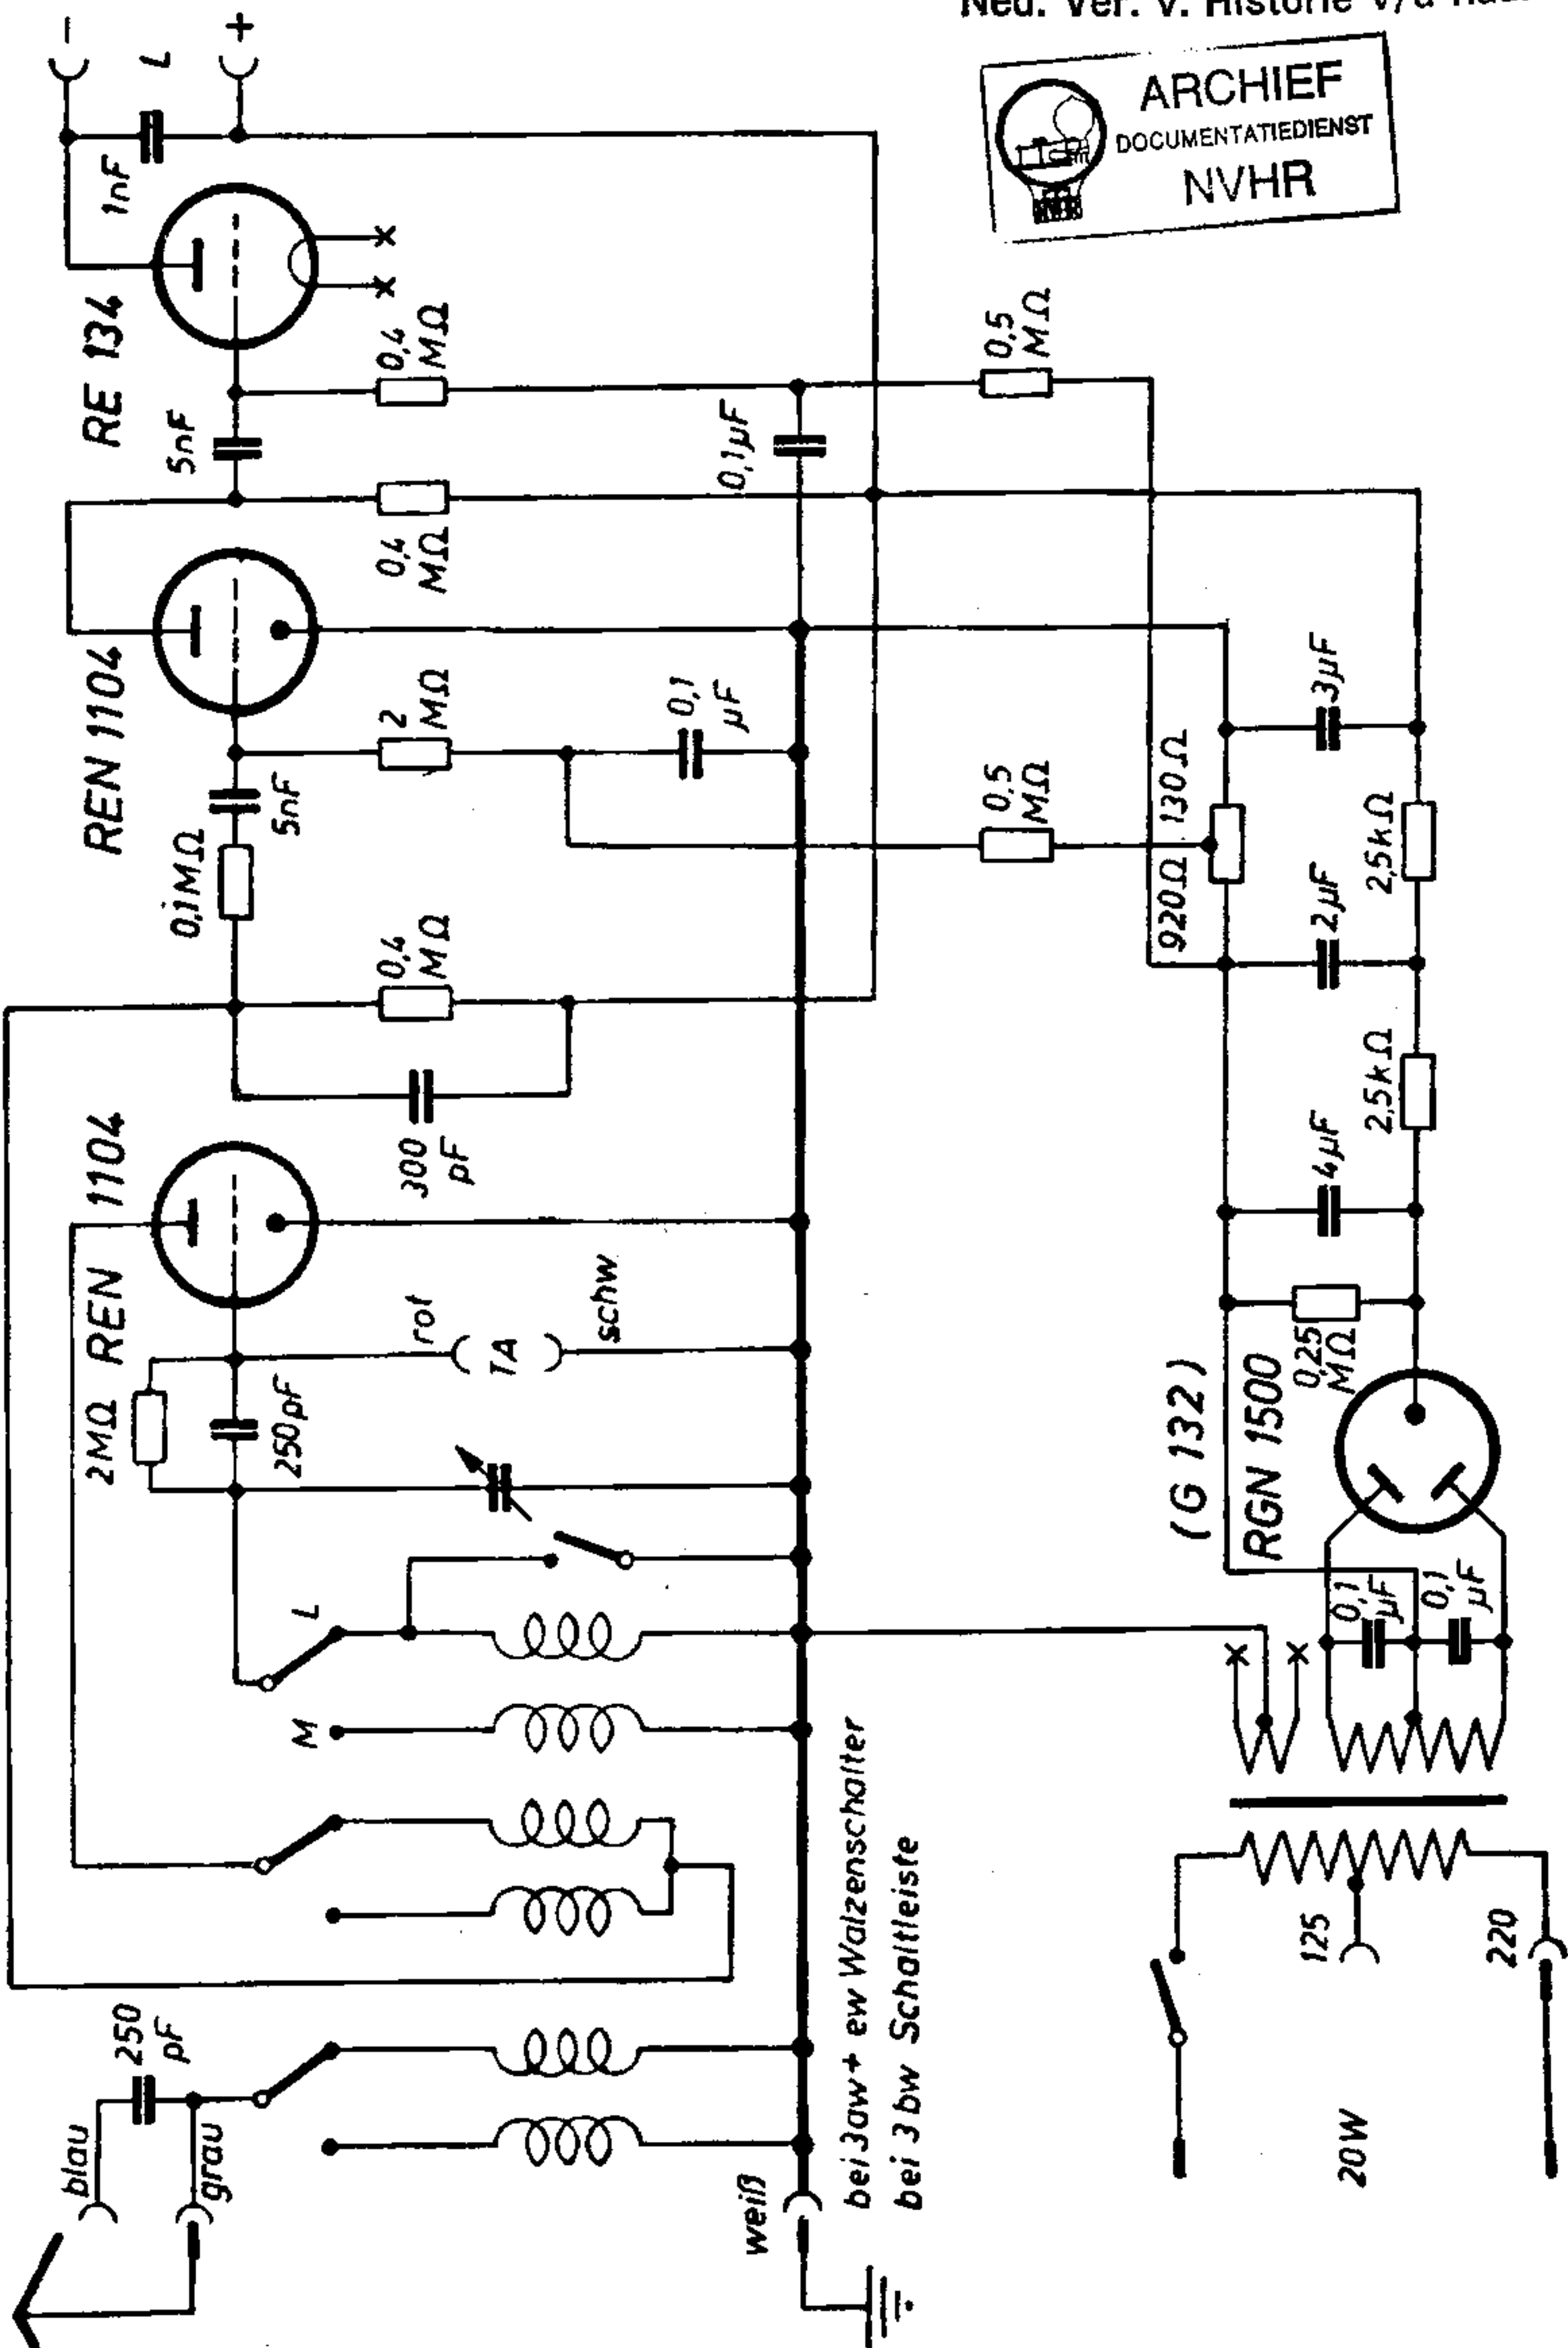 Ned. Ver. v. Historie v/d
ARCHIEF
DOCUMENTATIEDIENST
NVHR
blau
250
pF
grau
weiß
bei 3aw+ ew Walzenschalter
bei 3 bw Schaltleiste
M
L
2MΩ
250pF
REN 1104
rot
TA
schw
300
pF
0,4
MΩ
0,1MΩ
5nF
REN 1104
2
MΩ
0,1
µF
0,4
MΩ
5nF
RE 134
0,4
MΩ
0,1µF
1nF
L
-
+
0,5
MΩ
0,5
MΩ
20W
125
220
x
x
x
x
0,1
µF
0,1
µF
(G 132)
RGN 1500
0,25
MΩ
4µF
2,5kΩ
920Ω
130Ω
2µF
2,5kΩ
3µF